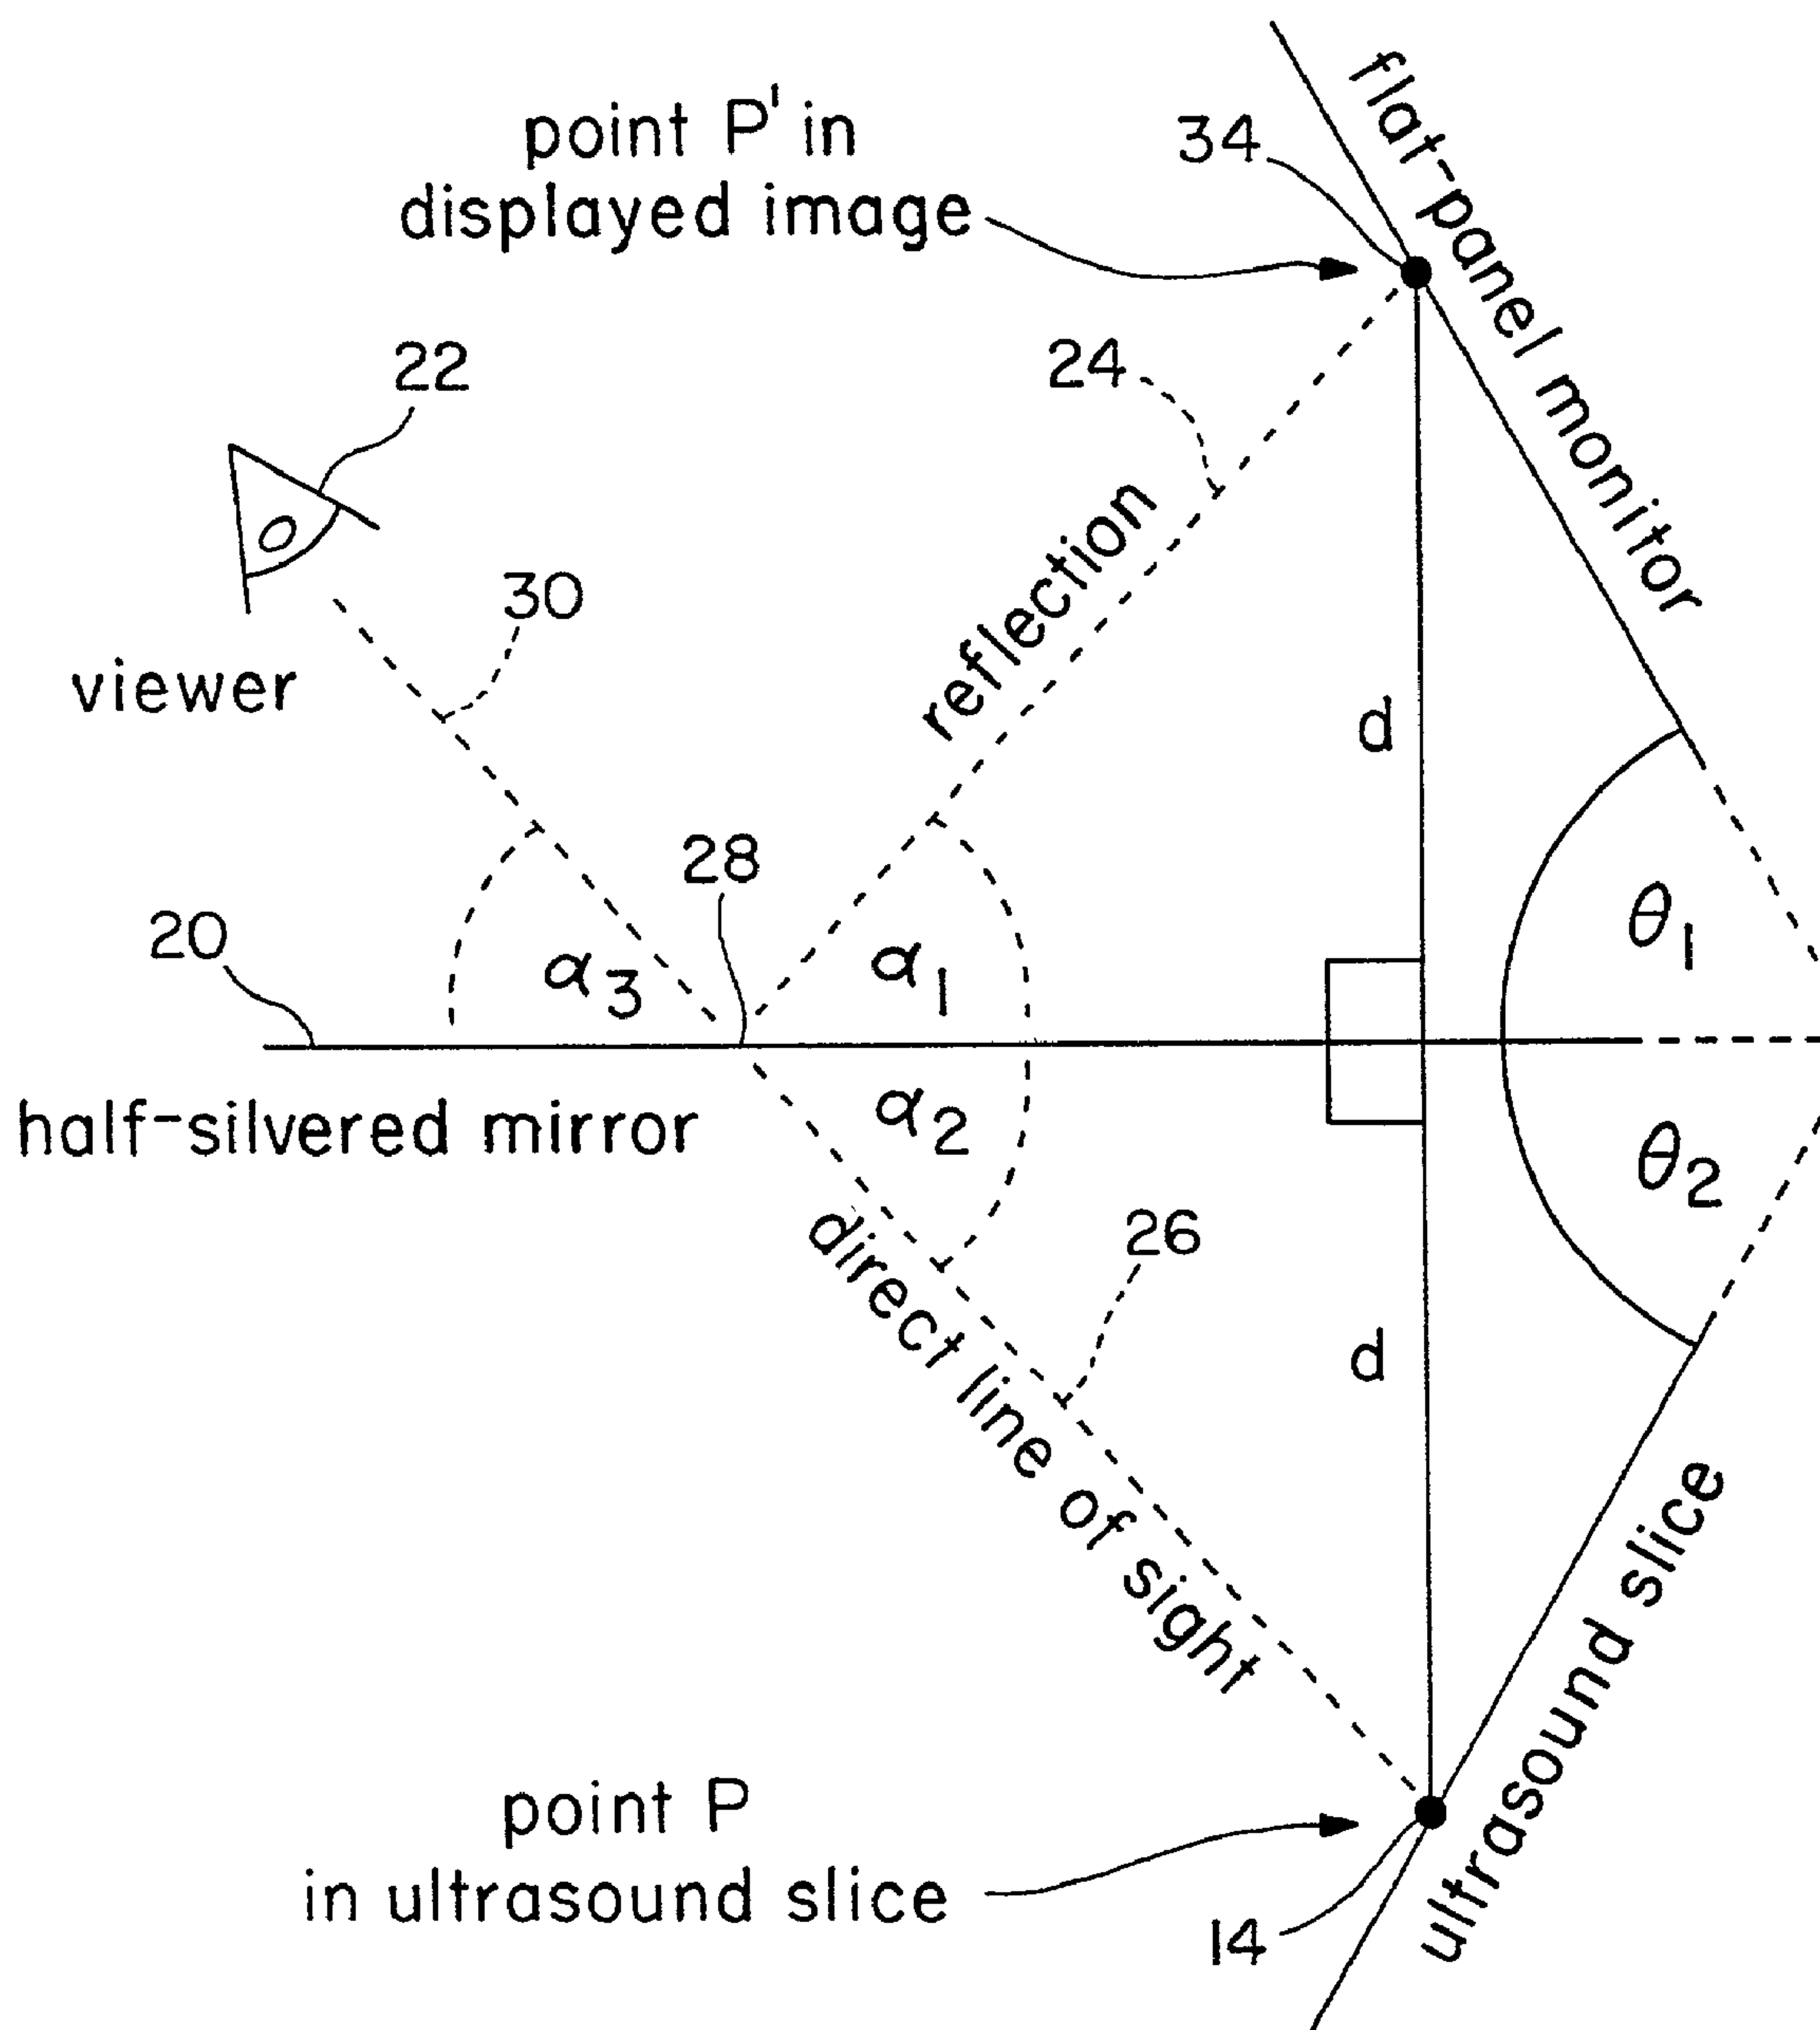 point P' in
displayed image
34
flat-panel monitor
22
24
30
viewer
reflection
d
28
20
α3
α1
θ1
half-silvered mirror
α2
θ2
26
direct line of sight
d
ultrasound slice
point P
in ultrasound slice
14